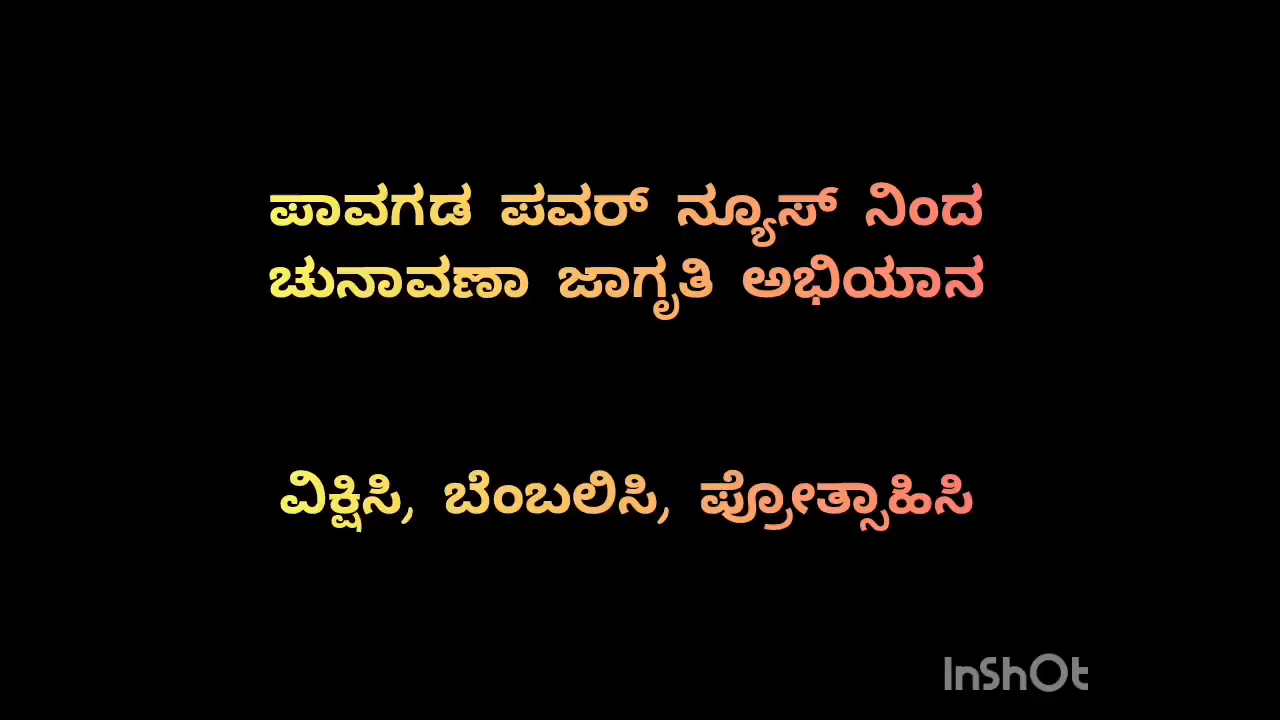 ಪಾವಗಡ ಪವರ್ ನ್ಯೂಸ್ ನಿಂದ
ಚುನಾವಣಾ ಜಾಗೃತಿ ಅಭಿಯಾನ
ವಿಕ್ಷಿಸಿ, ಬೆಂಬಲಿಸಿ, ಪ್ರೋತ್ಸಾಹಿಸಿ
InShOt